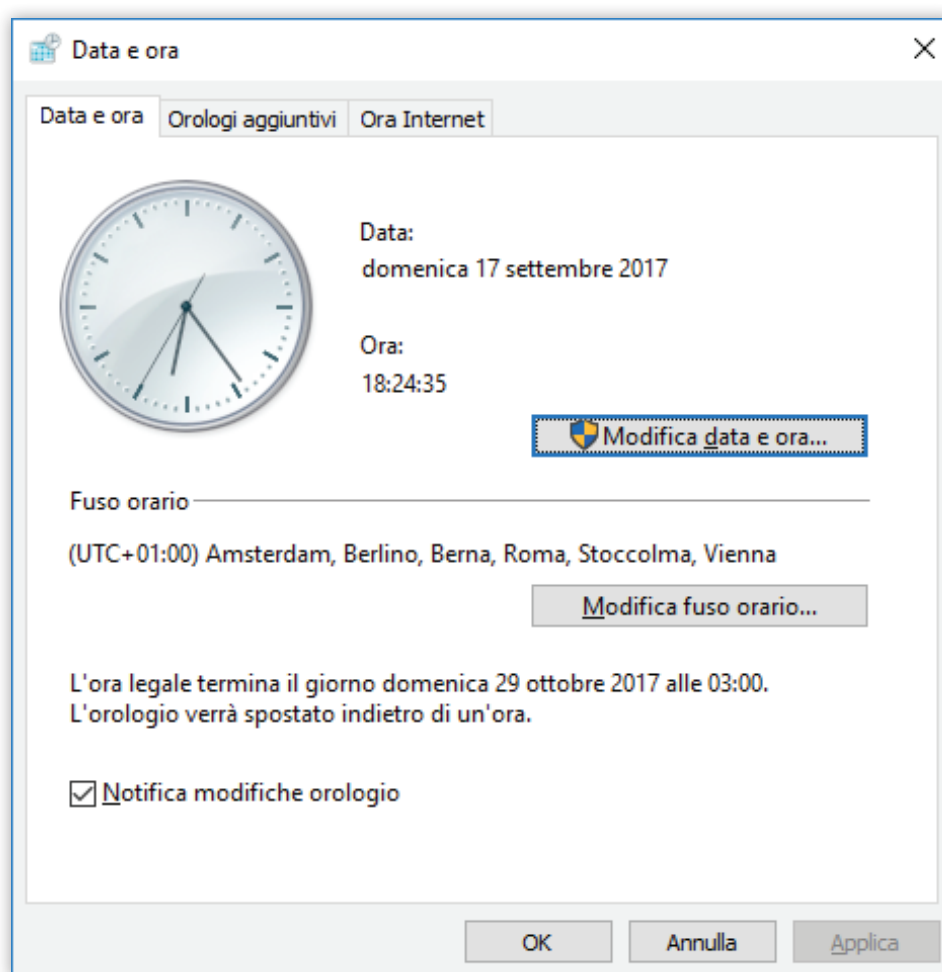 Data e ora
Data e ora
Orologi aggiuntivi
Ora Internet
Data:
domenica 17 settembre 2017
Ora:
18:24:35
Modifica data e ora...
Fuso orario
(UTC+01:00) Amsterdam, Berlino, Berna, Roma, Stoccolma, Vienna
Modifica fuso orario...
L'ora legale termina il giorno domenica 29 ottobre 2017 alle 03:00.
L'orologio verrà spostato indietro di un'ora.
Notifica modifiche orologio
OK
Annulla
Applica